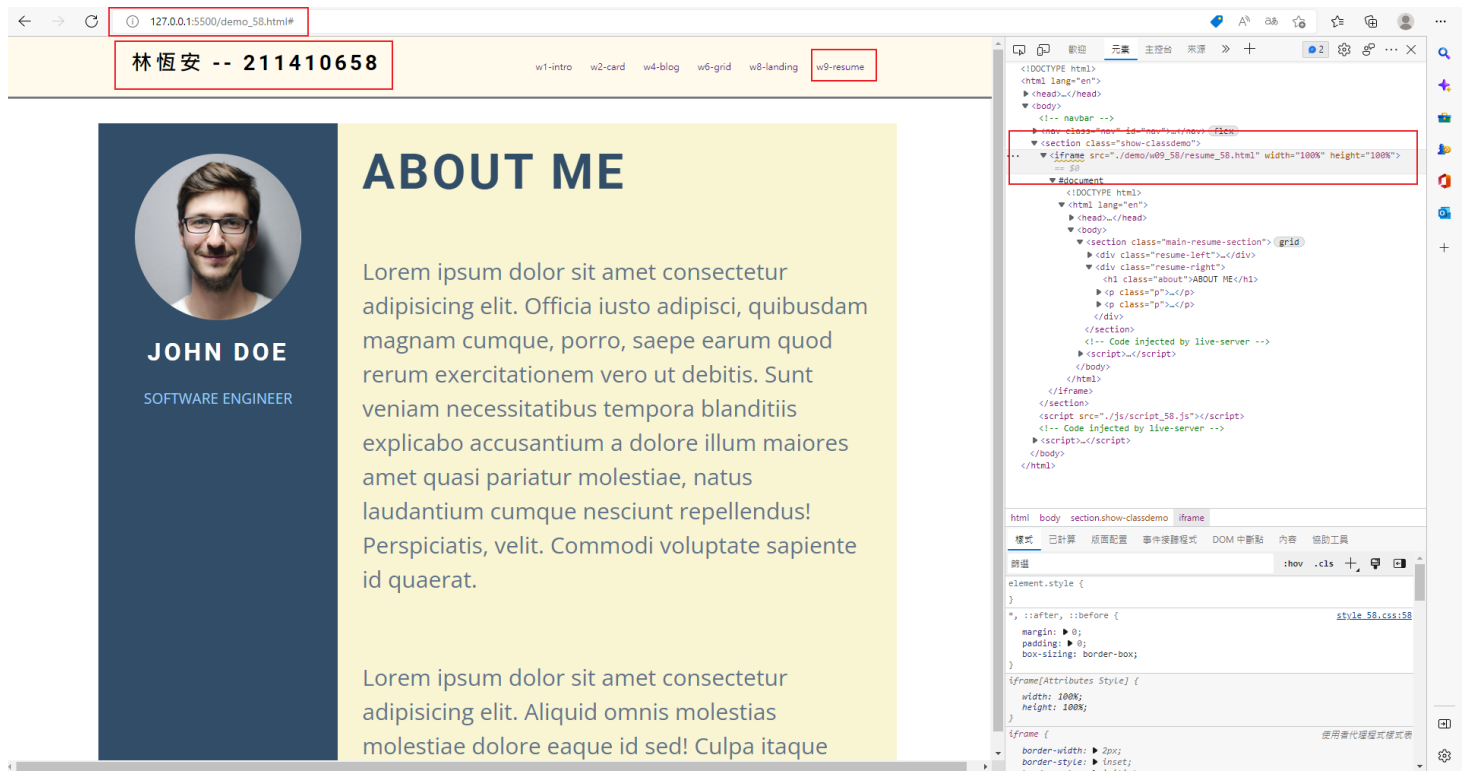 127.0.0.1:5500/demo_58.html#
林恆安 -- 211410658
w1-intro w2-card w4-blog w6-grid w8-landing w9-resume
ABOUT ME
Lorem ipsum dolor sit amet consectetur
adipisicing elit. Officia iusto adipisci, quibusdam
magnam cumque, porro, saepe earum quod
rerum exercitationem vero ut debitis. Sunt
veniam necessitatibus tempora blanditiis
explicabo accusantium a dolore illum maiores
amet quasi pariatur molestiae, natus
laudantium cumque nesciunt repellendus!
Perspiciatis, velit. Commodi voluptate sapiente
id quaerat.
Lorem ipsum dolor sit amet consectetur
adipisicing elit. Aliquid omnis molestias
molestiae dolore eaque id sed! Culpa itaque
JOHN DOE
SOFTWARE ENGINEER
歡迎 元素 主控台 來源 2
<!DOCTYPE html>
<html lang="en">
<head>…</head>
<body>
<!-- navbar -->
<nav class="nav" id="nav">…</nav> flex
<section class="show-classdemo">
<iframe src="./demo/w09_58/resume_58.html" width="100%" height="100%">
== $0
#document
<!DOCTYPE html>
<html lang="en">
<head>…</head>
<body>
<section class="main-resume-section"> grid
<div class="resume-left">…</div>
<div class="resume-right">
<h1 class="about">ABOUT ME</h1>
<p class="p">…</p>
<p class="p">…</p>
</div>
</section>
<!-- Code injected by live-server -->
<script>…</script>
</body>
</html>
</iframe>
</section>
<script src="./js/script_58.js"></script>
<!-- Code injected by live-server -->
<script>…</script>
</body>
</html>
html body section.show-classdemo iframe
樣式 已計算 版面配置 事件接聽程式 DOM 中斷點 內容 協助工具
篩選 :hov .cls
element.style {
}
*, ::after, ::before { style_58.css:58
margin: 0;
padding: 0;
box-sizing: border-box;
}
iframe[Attributes Style] {
width: 100%;
height: 100%;
}
iframe { 使用者代理程式樣式表
border-width: 2px;
border-style: inset;